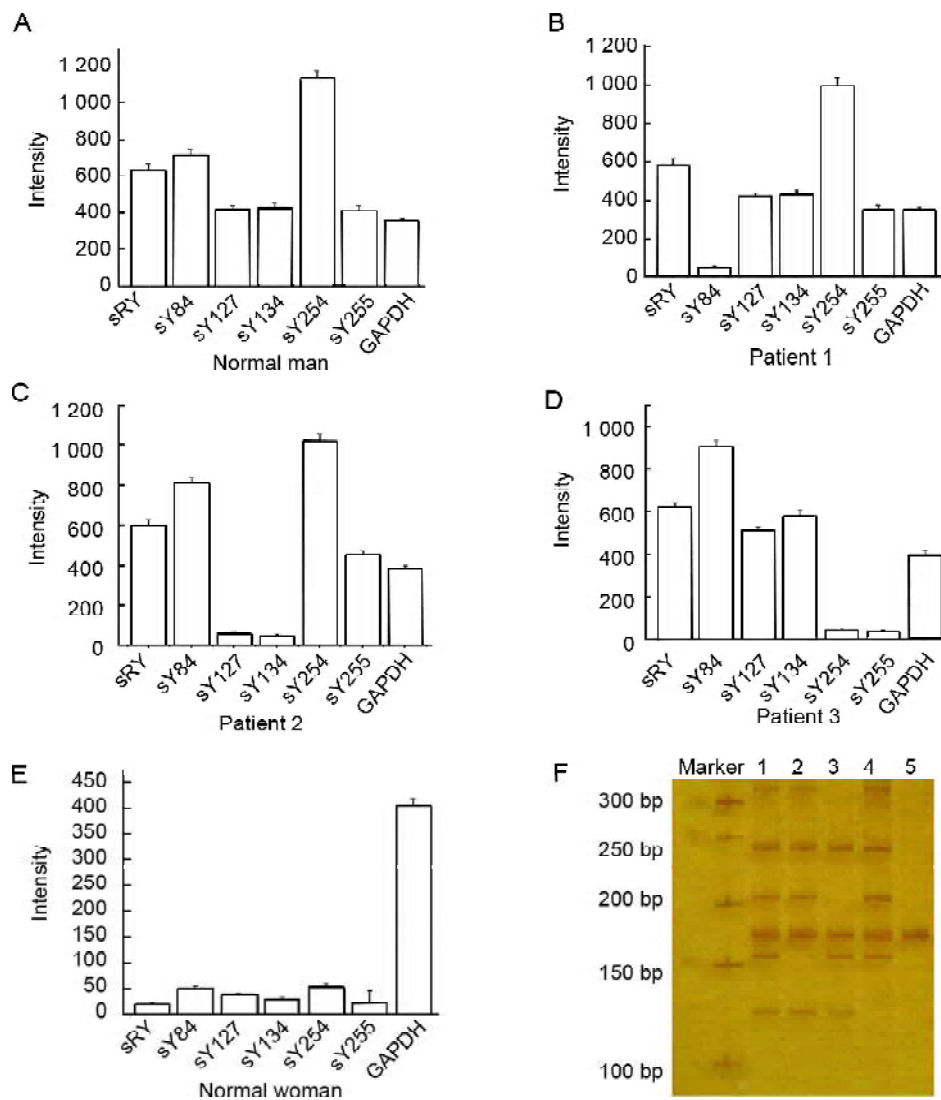 A
1 200
1 000
800
600
400
200
0
Intensity
sRY sY84 sY127 sY134 sY254 sY255 GAPDH
Normal man
B
1 200
1 000
800
600
400
200
0
Intensity
sRY sY84 sY127 sY134 sY254 sY255 GAPDH
Patient 1
C
1 200
1 000
800
600
400
200
0
Intensity
sRY sY84 sY127 sY134 sY254 sY255 GAPDH
Patient 2
D
1 000
800
600
400
200
0
Intensity
sRY sY84 sY127 sY134 sY254 sY255 GAPDH
Patient 3
E
450
400
350
300
250
200
150
100
50
0
Intensity
sRY sY84 sY127 sY134 sY254 sY255 GAPDH
Normal woman
F
Marker 1 2 3 4 5
300 bp
250 bp
200 bp
150 bp
100 bp